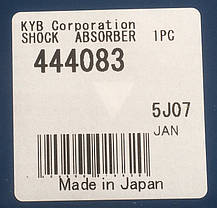 KYB Corporation
SHOCK ABSORBER 1PC
444083
5J07
JAN
Made in Japan